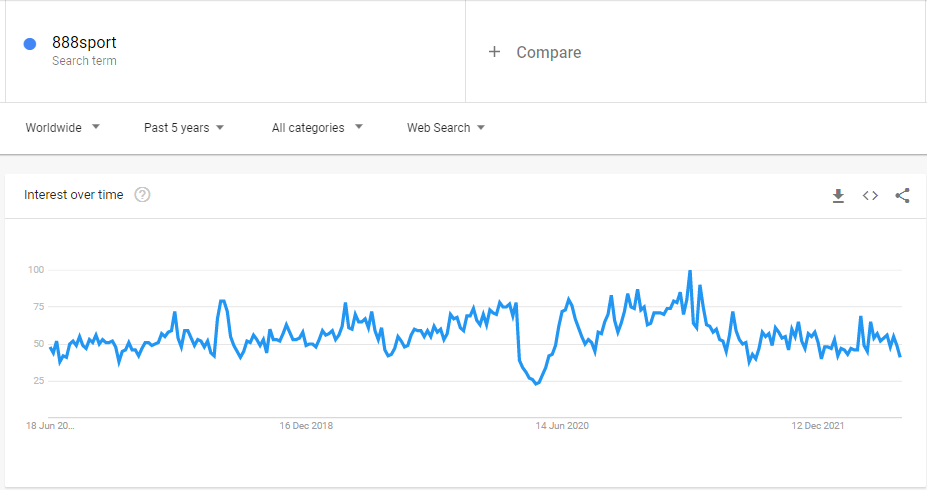 888sport
Search term
+ Compare
Worldwide
Past 5 years
All categories
Web Search
Interest over time ?
100
75
50
25
18 Jun 20...
16 Dec 2018
14 Jun 2020
12 Dec 2021